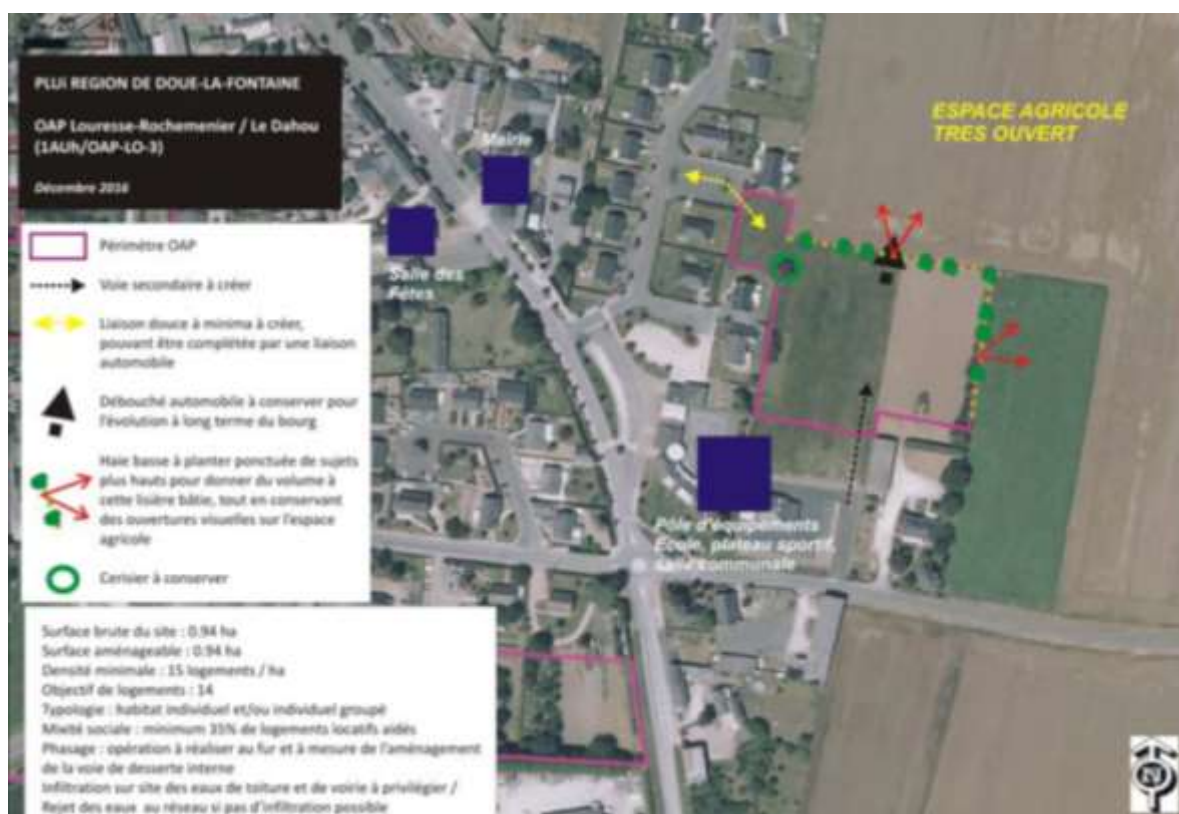 PLUi REGION DE DOUE-LA-FONTAINE
OAP Louresse-Rochemenier / Le Dahou
(1AUh/OAP-LO-3)
Décembre 2016
Périmètre OAP
Voie secondaire à créer
Liaison douce à minima à créer,
pouvant être complétée par une liaison
automobile
Débouché automobile à conserver pour
l'évolution à long terme du bourg
Haie basse à planter ponctuée de sujets
plus hauts pour donner du volume à
cette lisière bâtie, tout en conservant
des ouvertures visuelles sur l'espace
agricole
Cerisier à conserver
Surface brute du site : 0.94 ha
Surface aménageable : 0.94 ha
Densité minimale : 15 logements / ha
Objectif de logements : 14
Typologie : habitat individuel et/ou individuel groupé
Mixité sociale : minimum 35% de logements locatifs aidés
Phasage : opération à réaliser au fur et à mesure de l'aménagement
de la voie de desserte interne
Infiltration sur site des eaux de toiture et de voirie à privilégier /
Rejet des eaux au réseau si pas d'infiltration possible
Mairie
Salle des
Fêtes
ESPACE AGRICOLE
TRES OUVERT
Pôle d'équipements
Ecole, plateau sportif,
salle communale
N